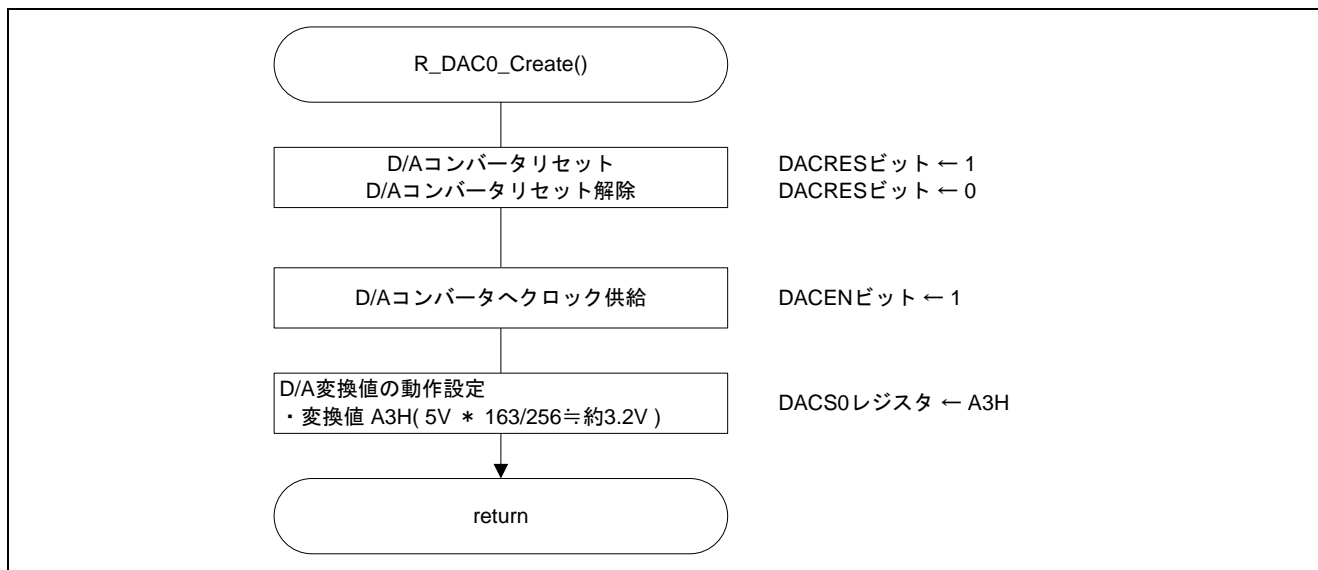 R_DAC0_Create()
D/Aコンバータリセット
D/Aコンバータリセット解除
DACRESビット ← 1
DACRESビット ← 0
D/Aコンバータへクロック供給
DACENビット ← 1
D/A変換値の動作設定
・変換値 A3H( 5V * 163/256≒約3.2V )
DACS0レジスタ ← A3H
return